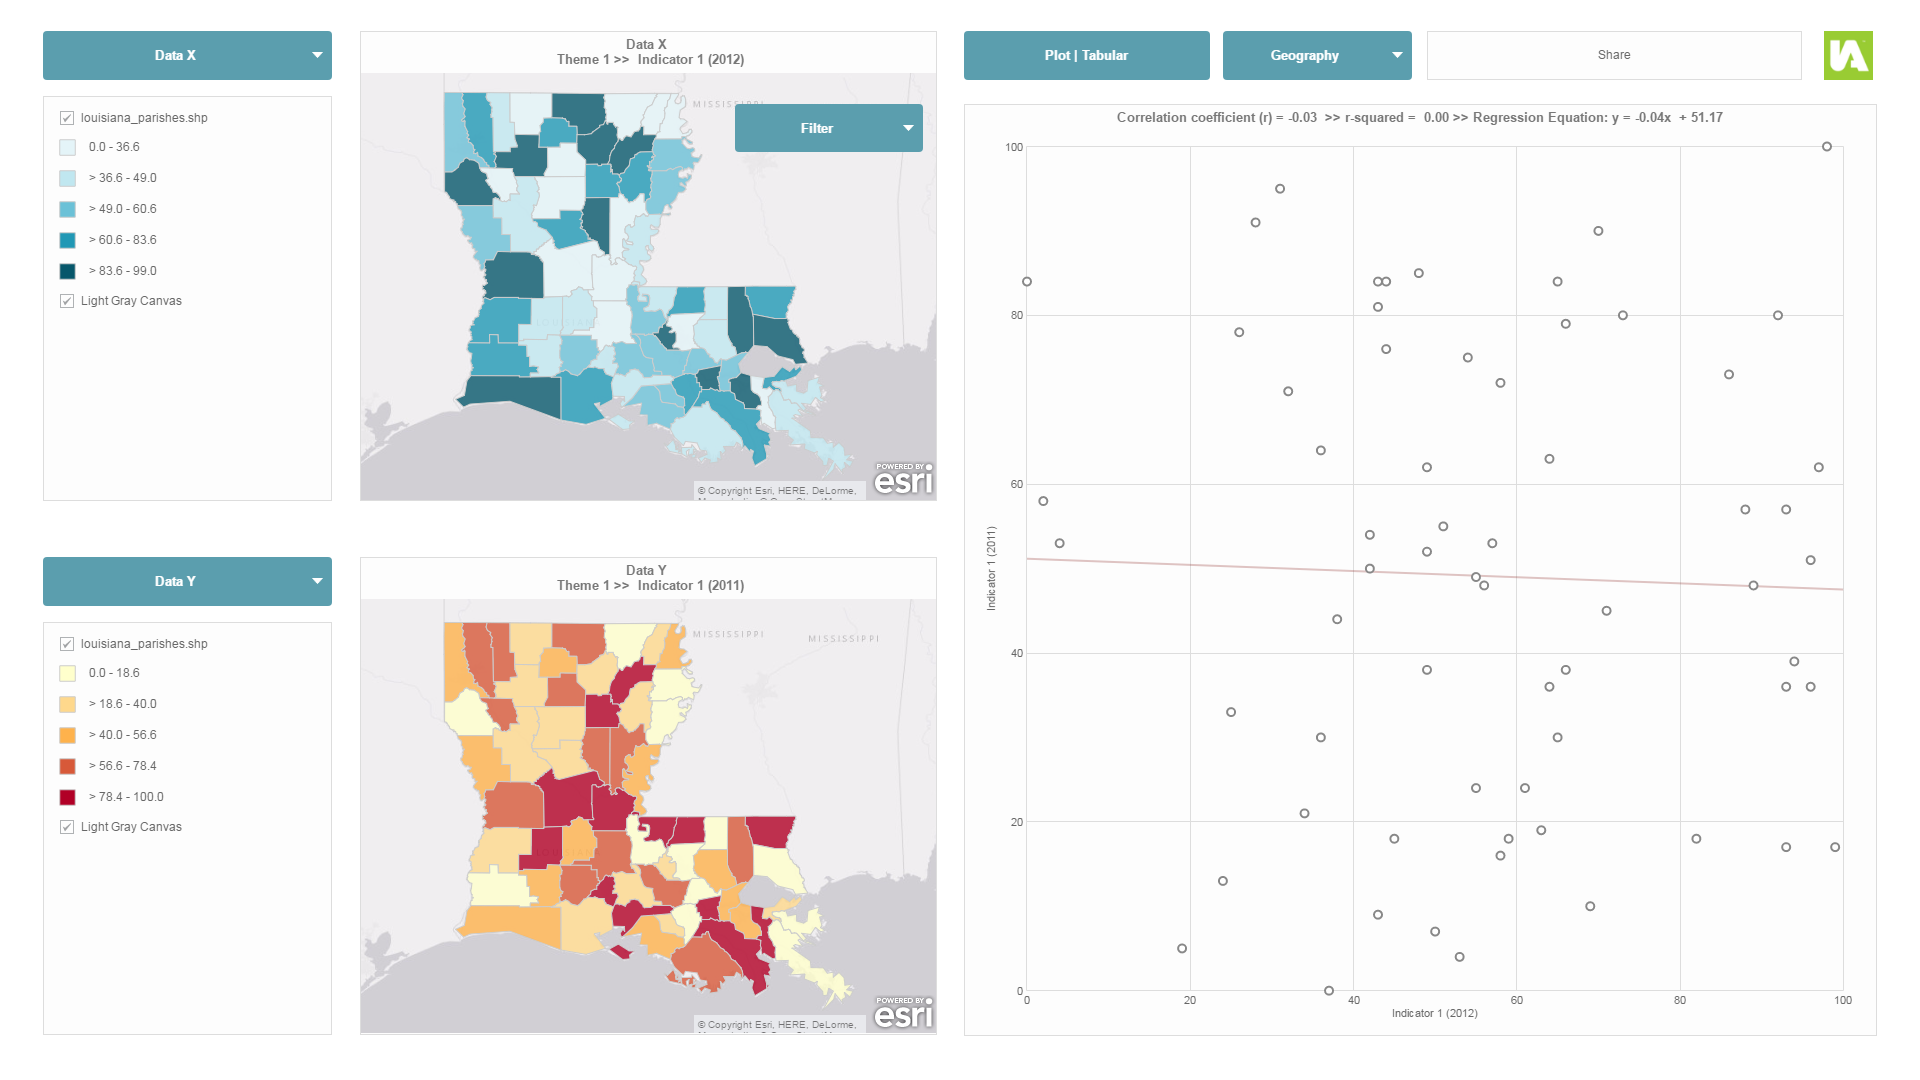 Data X
louisiana_parishes.shp
0.0 - 36.6
> 36.6 - 49.0
> 49.0 - 60.6
> 60.6 - 83.6
> 83.6 - 99.0
Light Gray Canvas
Data X
Theme 1 >> Indicator 1 (2012)
MISSISSIPPI
Filter
POWERED BY
esri
© Copyright Esri, HERE, DeLorme,
Plot | Tabular
Geography
Share
Correlation coefficient (r) = -0.03 >> r-squared = 0.00 >> Regression Equation: y = -0.04x + 51.17
100
80
60
40
20
0
Indicator 1 (2011)
0
20
40
60
80
100
Indicator 1 (2012)
Data Y
louisiana_parishes.shp
0.0 - 18.6
> 18.6 - 40.0
> 40.0 - 56.6
> 56.6 - 78.4
> 78.4 - 100.0
Light Gray Canvas
Data Y
Theme 1 >> Indicator 1 (2011)
MISSISSIPPI
MISSISSIPPI
POWERED BY
esri
© Copyright Esri, HERE, DeLorme,